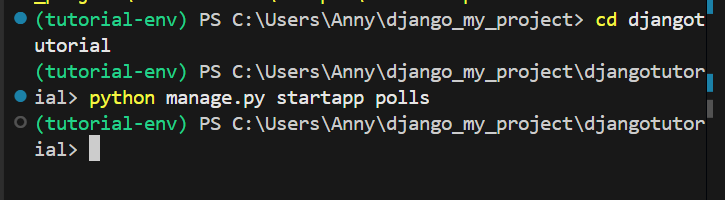 (tutorial-env) PS C:\Users\Anny\django_my_project> cd djangot
utorial
(tutorial-env) PS C:\Users\Anny\django_my_project\djangotutor
ial> python manage.py startapp polls
(tutorial-env) PS C:\Users\Anny\django_my_project\djangotutor
ial>